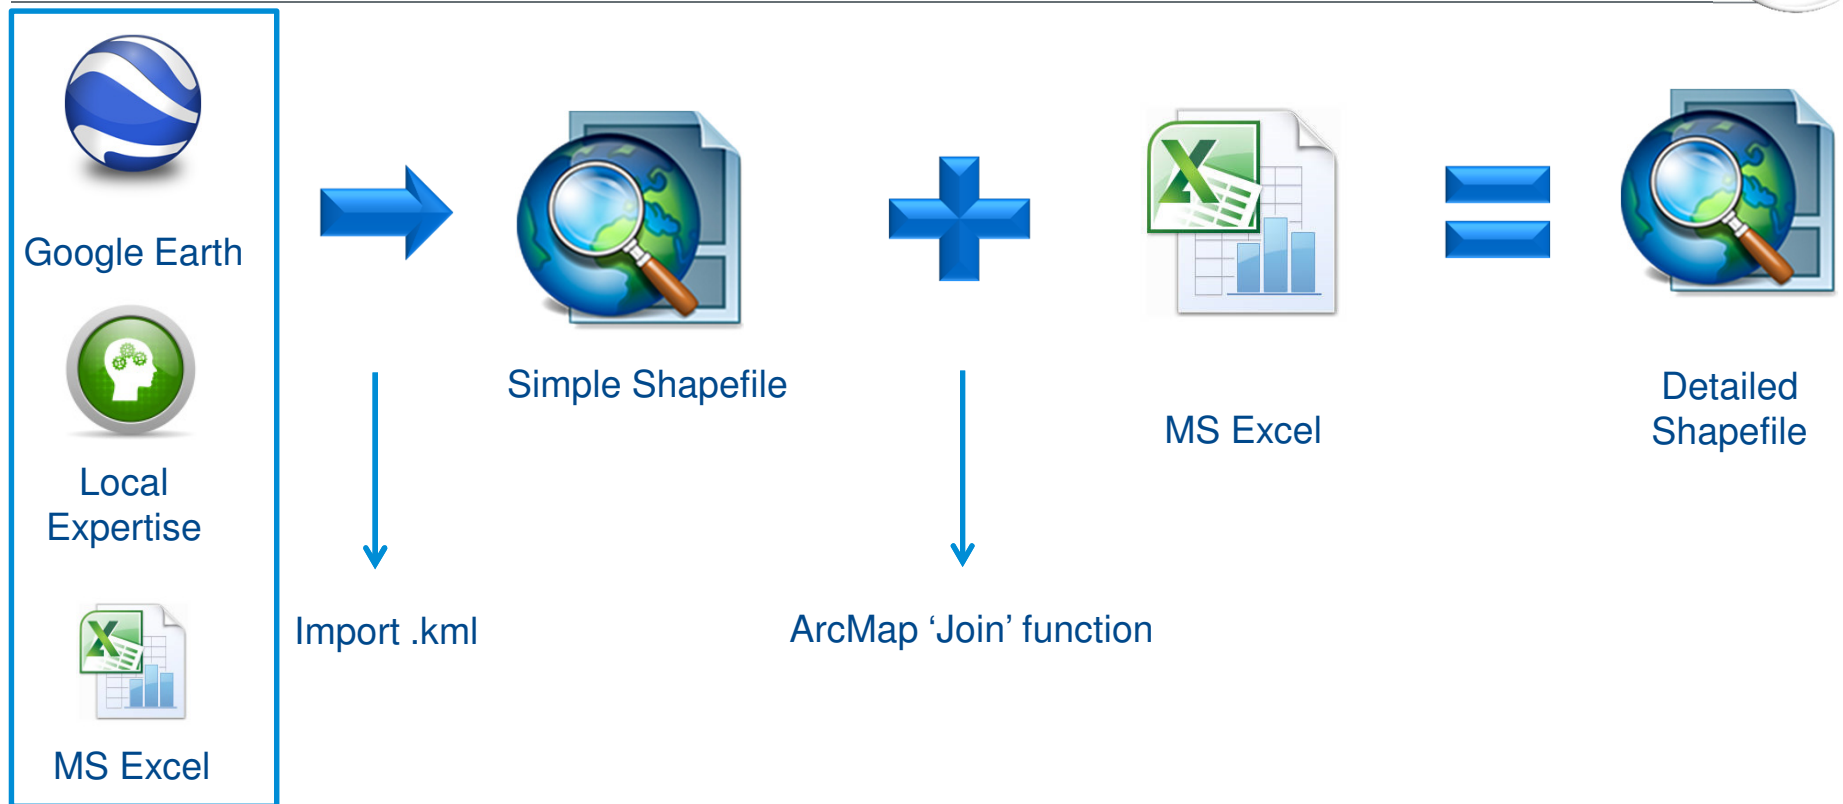 Google Earth
Local
Expertise
MS Excel
Import .kml
Simple Shapefile
ArcMap ‘Join’ function
MS Excel
Detailed
Shapefile